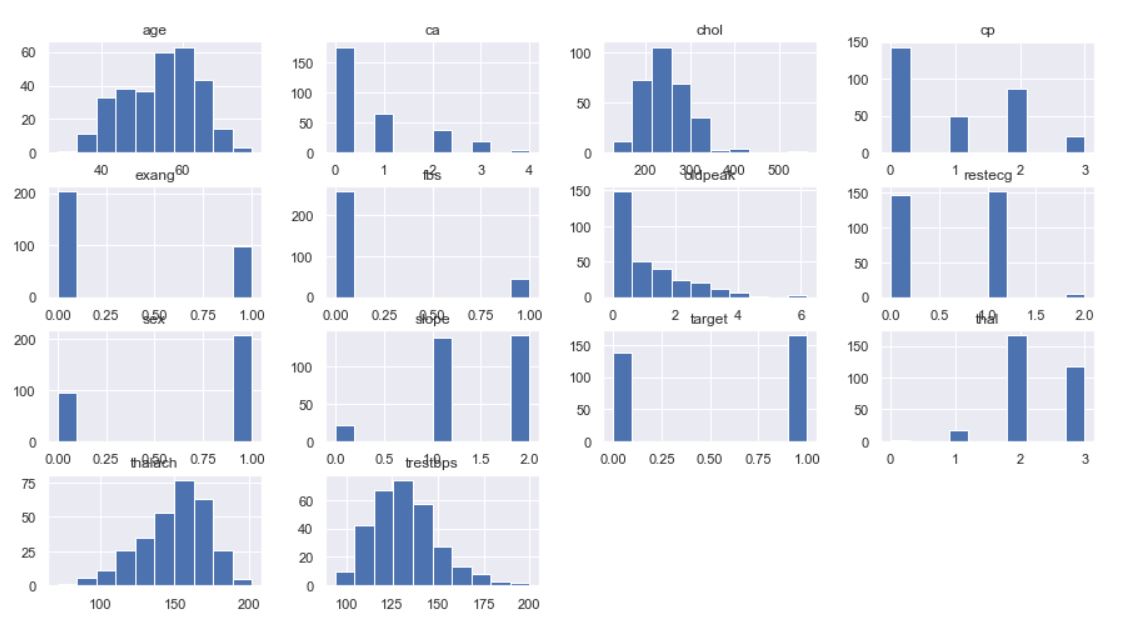 age ca chol cp
60 150 100 150
40 100 100
20 50 50 50
0 0 0 0
40 60 0 1 2 3 4 200 300 400 500 0 1 2 3
exang fbs oldpeak restecg
200 200 150 150
100 100 100 100
50 50
0 0 0 0
0.00 0.25 0.50 0.75 1.00 0.00 0.25 0.50 0.75 1.00 0 2 4 6 0.0 0.5 1.0 1.5 2.0
sex slope target thal
200 100 150 150
100 100 100
50 50
0 0 0 0
0.00 0.25 0.50 0.75 1.00 0.0 0.5 1.0 1.5 2.0 0.00 0.25 0.50 0.75 1.00 0 1 2 3
thalach trestbps
75 60
50 40
25 20
0 0
100 150 200 100 125 150 175 200